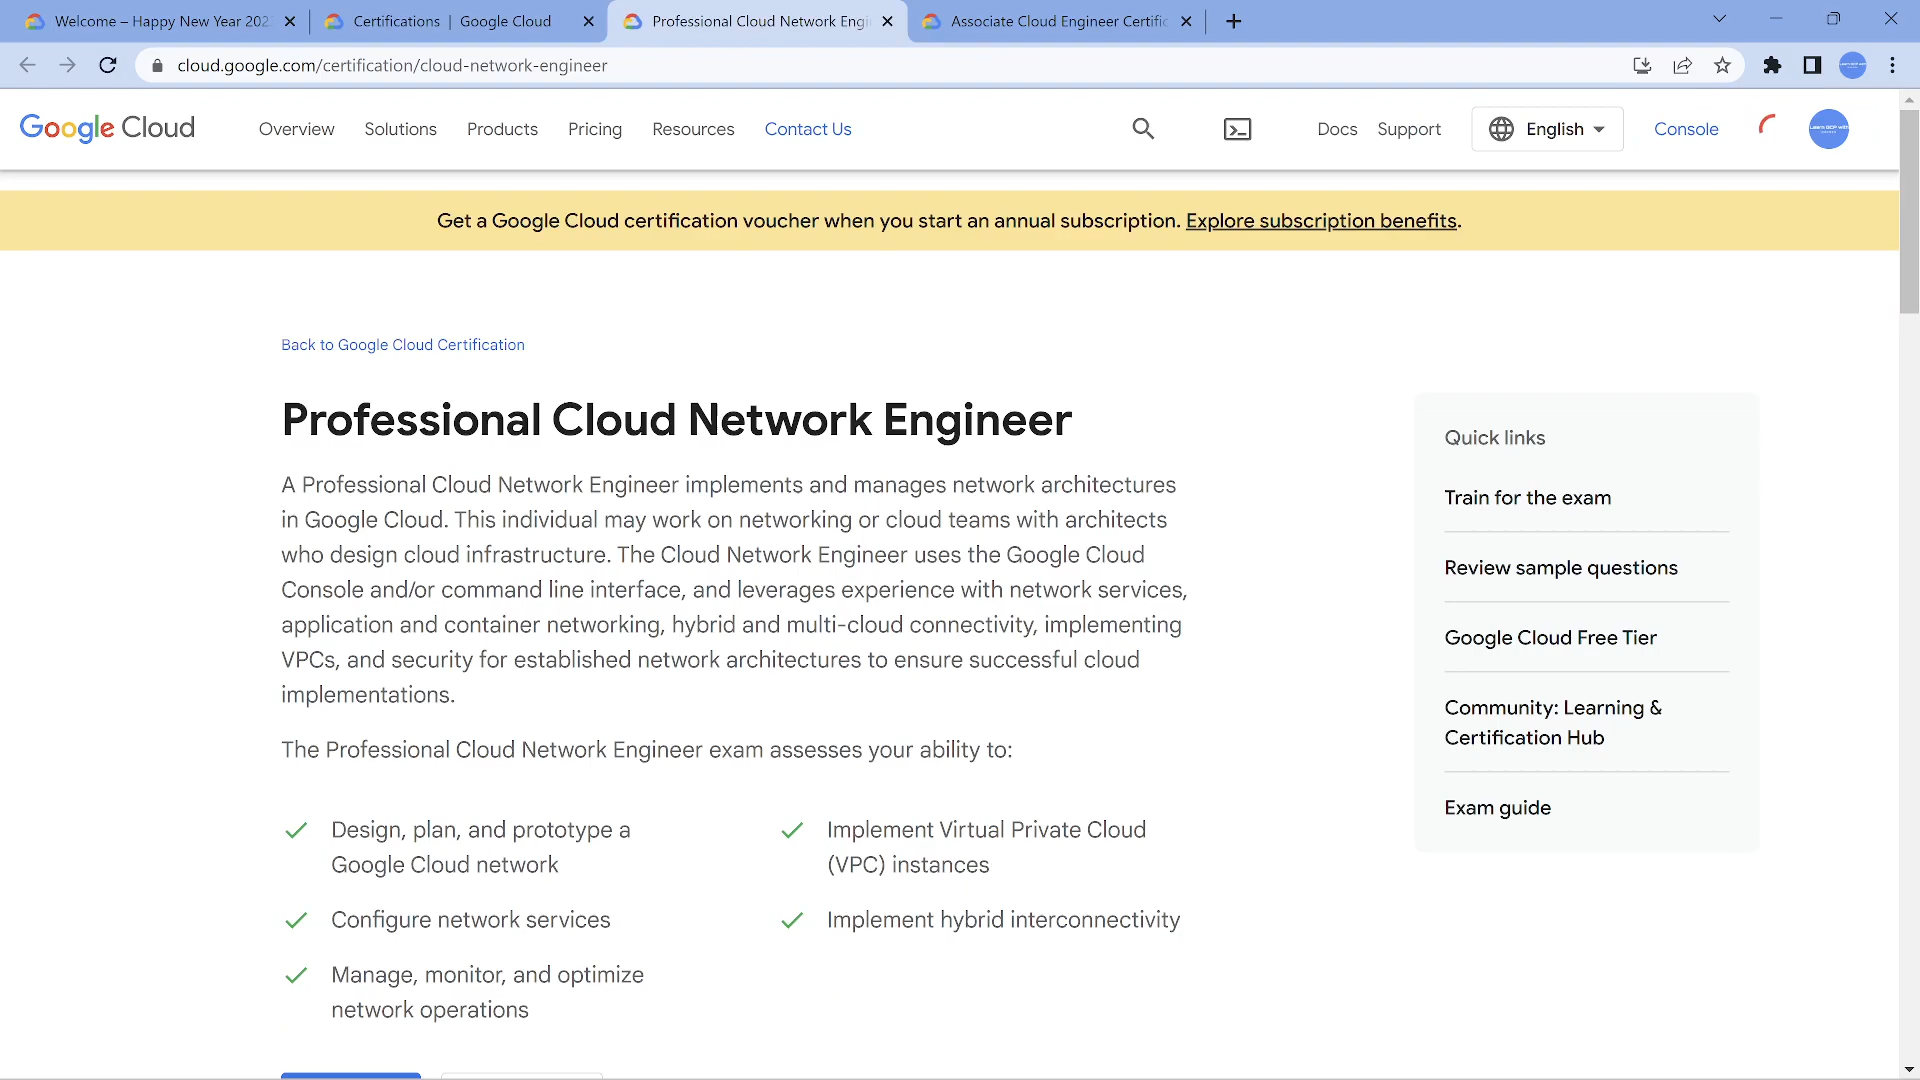 Welcome – Happy New Year 202
Certifications | Google Cloud
Professional Cloud Network Engi
Associate Cloud Engineer Certific
cloud.google.com/certification/cloud-network-engineer
Google Cloud
Overview
Solutions
Products
Pricing
Resources
Contact Us
Docs
Support
English
Console
Get a Google Cloud certification voucher when you start an annual subscription. Explore subscription benefits.
Back to Google Cloud Certification
Professional Cloud Network Engineer
A Professional Cloud Network Engineer implements and manages network architectures
in Google Cloud. This individual may work on networking or cloud teams with architects
who design cloud infrastructure. The Cloud Network Engineer uses the Google Cloud
Console and/or command line interface, and leverages experience with network services,
application and container networking, hybrid and multi-cloud connectivity, implementing
VPCs, and security for established network architectures to ensure successful cloud
implementations.
The Professional Cloud Network Engineer exam assesses your ability to:
Design, plan, and prototype a
Google Cloud network
Implement Virtual Private Cloud
(VPC) instances
Configure network services
Implement hybrid interconnectivity
Manage, monitor, and optimize
network operations
Quick links
Train for the exam
Review sample questions
Google Cloud Free Tier
Community: Learning &
Certification Hub
Exam guide